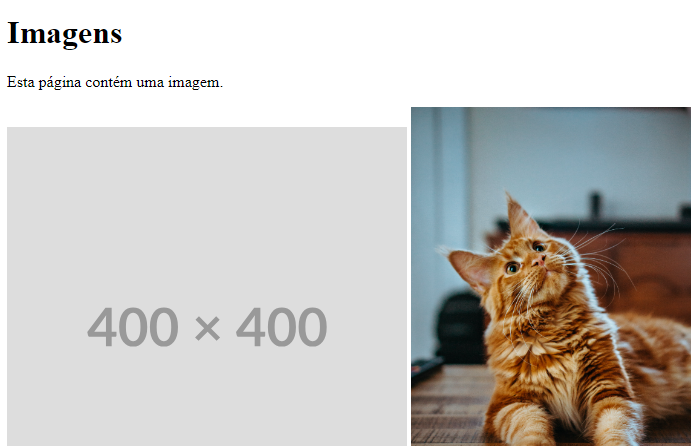 Imagens
Esta página contém uma imagem.
400 × 400